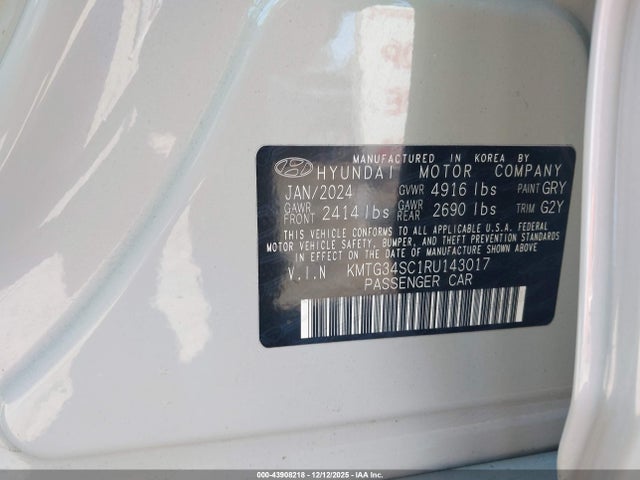 MANUFACTURED IN KOREA BY
HYUNDAI MOTOR COMPANY
JAN/2024 GVWR 4916 lbs PAINT GRY
GAWR FRONT 2414 lbs GAWR REAR 2690 lbs TRIM G2Y
THIS VEHICLE CONFORMS TO ALL APPLICABLE U.S.A. FEDERAL
MOTOR VEHICLE SAFETY, BUMPER, AND THEFT PREVENTION STANDARDS
IN EFFECT ON THE DATE OF MANUFACTURE SHOWN ABOVE
V.I.N KMTG34SC1RU143017
PASSENGER CAR
000-43908218 - 12/12/2025 - IAAC